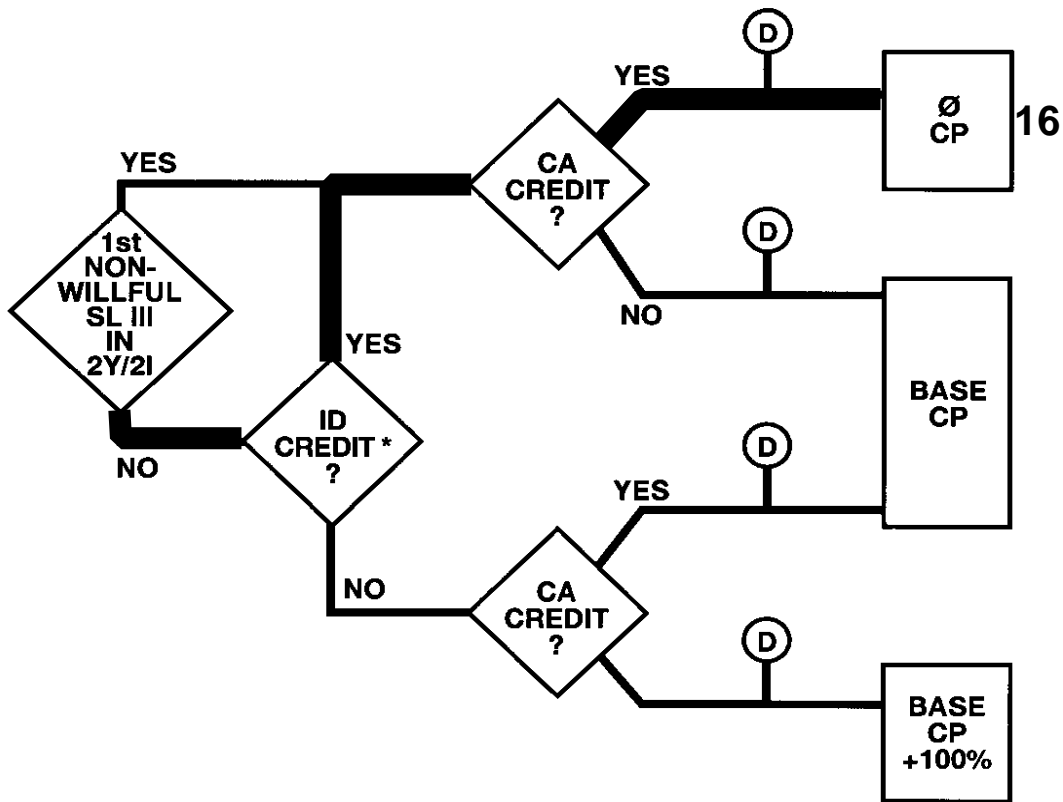 D
YES
Ø
CP
16
CA
CREDIT
?
YES
1st
NON-
WILLFUL
SL III
IN
2Y/2I
D
NO
YES
BASE
CP
ID
CREDIT *
?
NO
D
YES
NO
CA
CREDIT
?
D
BASE
CP
+100%